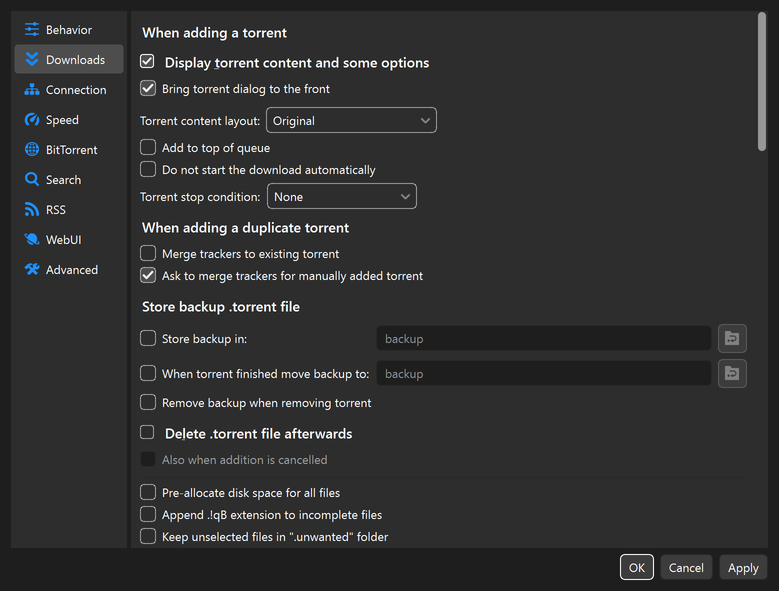 Behavior
Downloads
Connection
Speed
BitTorrent
Search
RSS
WebUI
Advanced
When adding a torrent
Display torrent content and some options
Bring torrent dialog to the front
Torrent content layout: Original
Add to top of queue
Do not start the download automatically
Torrent stop condition: None
When adding a duplicate torrent
Merge trackers to existing torrent
Ask to merge trackers for manually added torrent
Store backup .torrent file
Store backup in: backup
When torrent finished move backup to: backup
Remove backup when removing torrent
Delete .torrent file afterwards
Also when addition is cancelled
Pre-allocate disk space for all files
Append .!qB extension to incomplete files
Keep unselected files in ".unwanted" folder
OK Cancel Apply